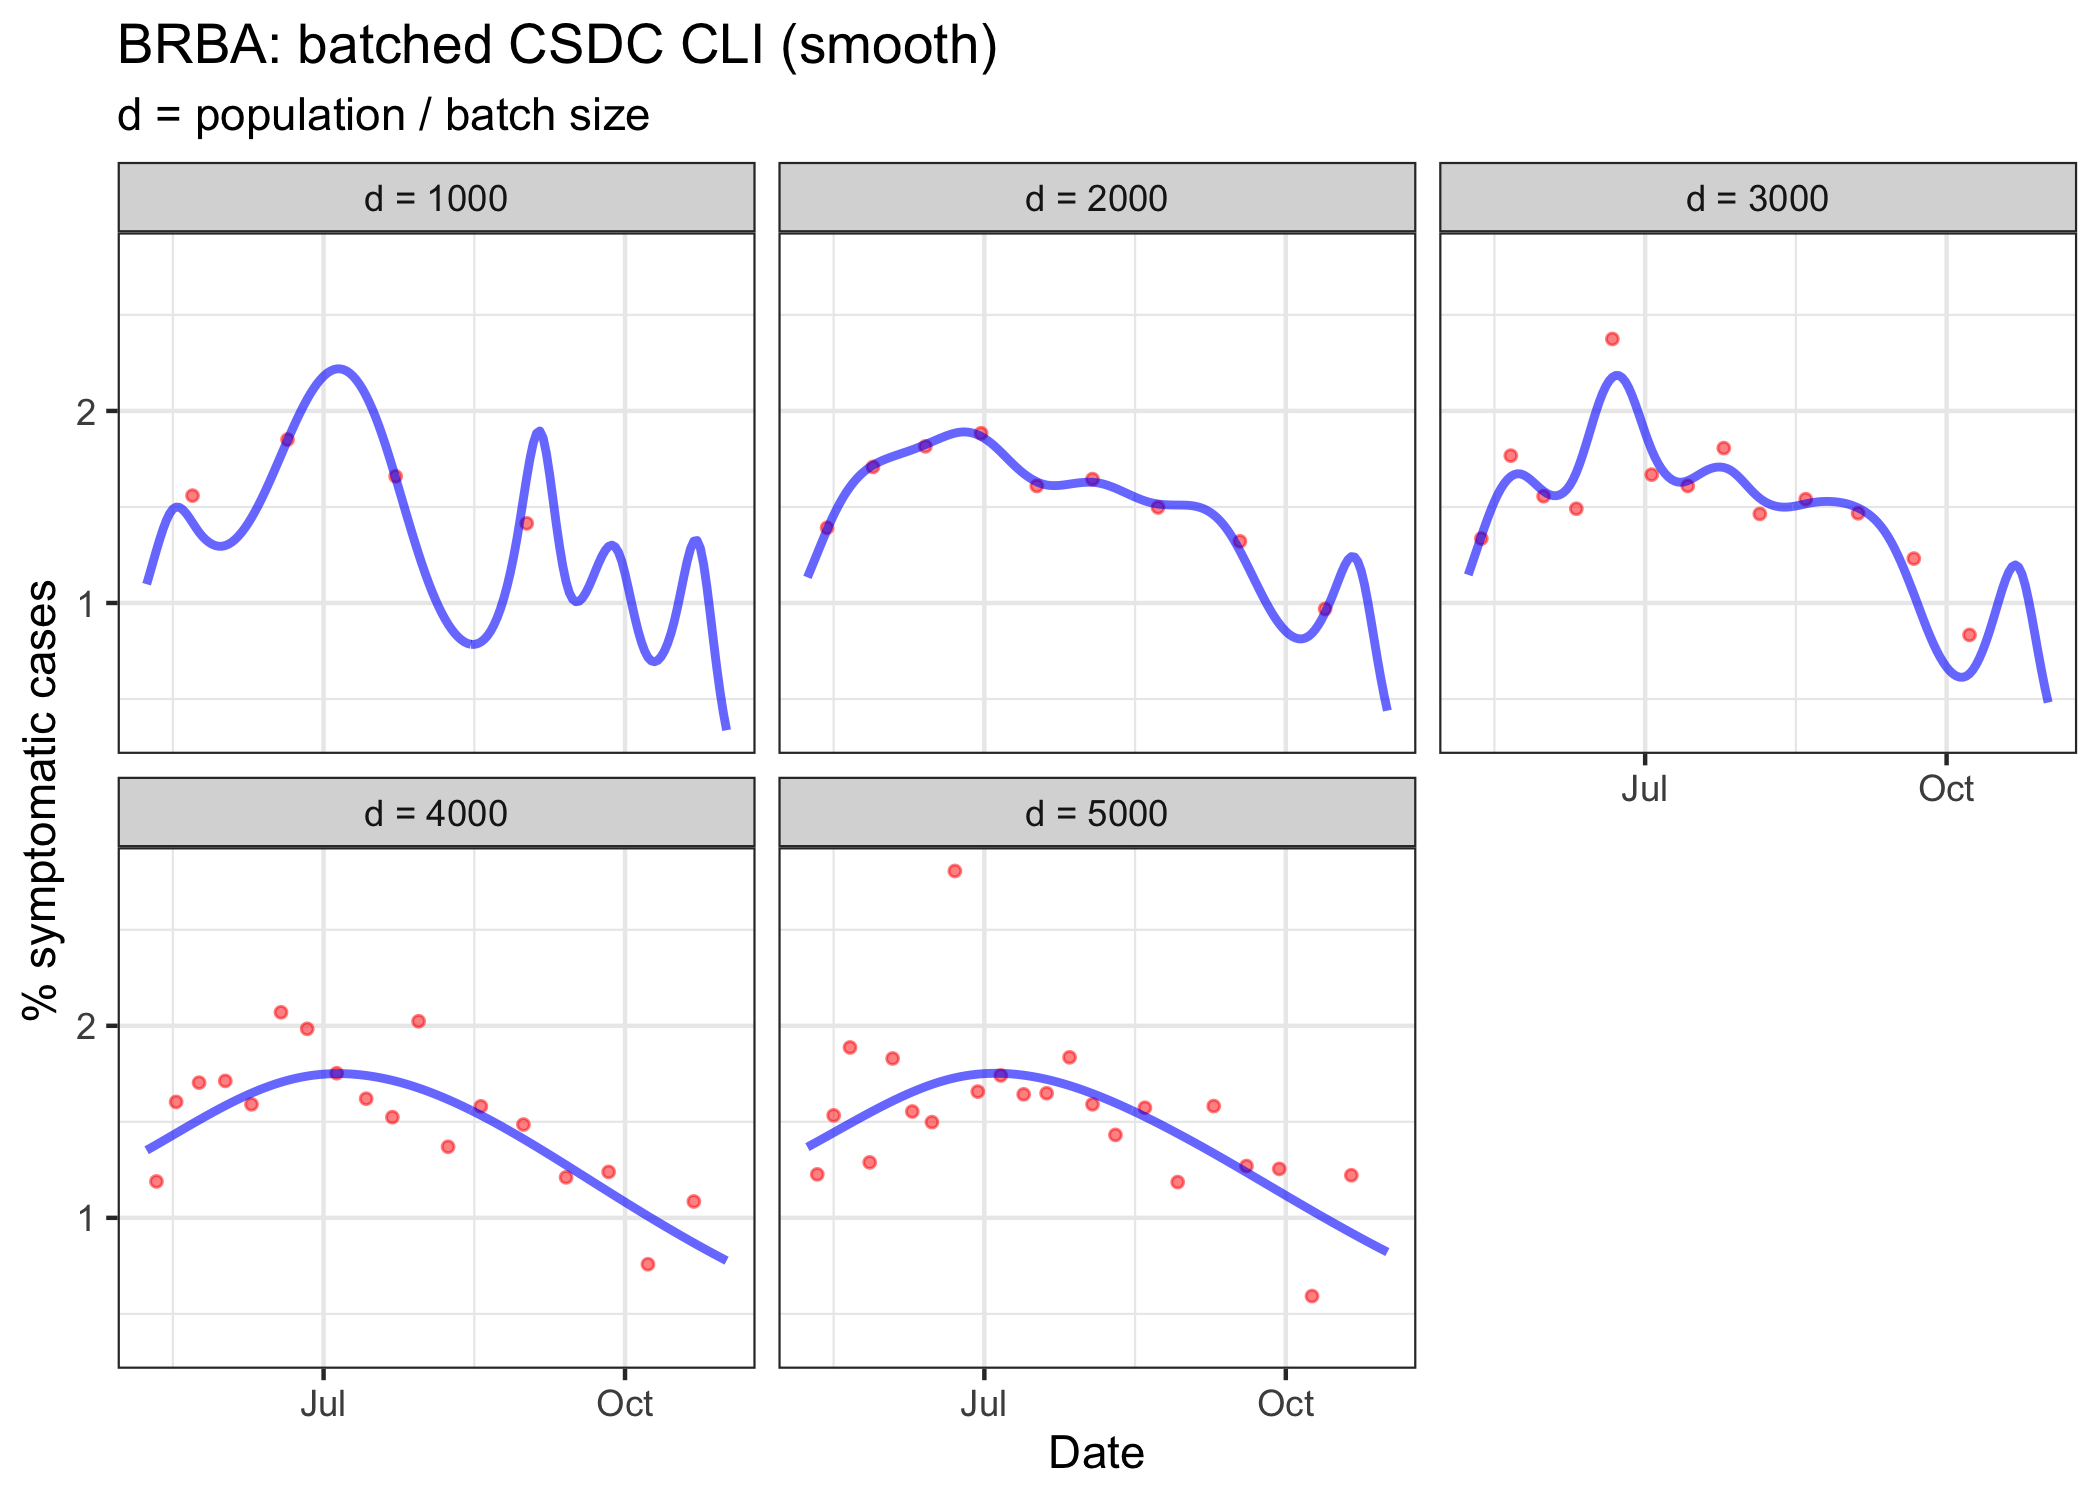 BRBA: batched CSDC CLI (smooth)
d = population / batch size
d = 1000
d = 2000
d = 3000
2
1
Jul
Oct
d = 4000
d = 5000
2
1
Jul
Oct
Jul
Oct
% symptomatic cases
Date